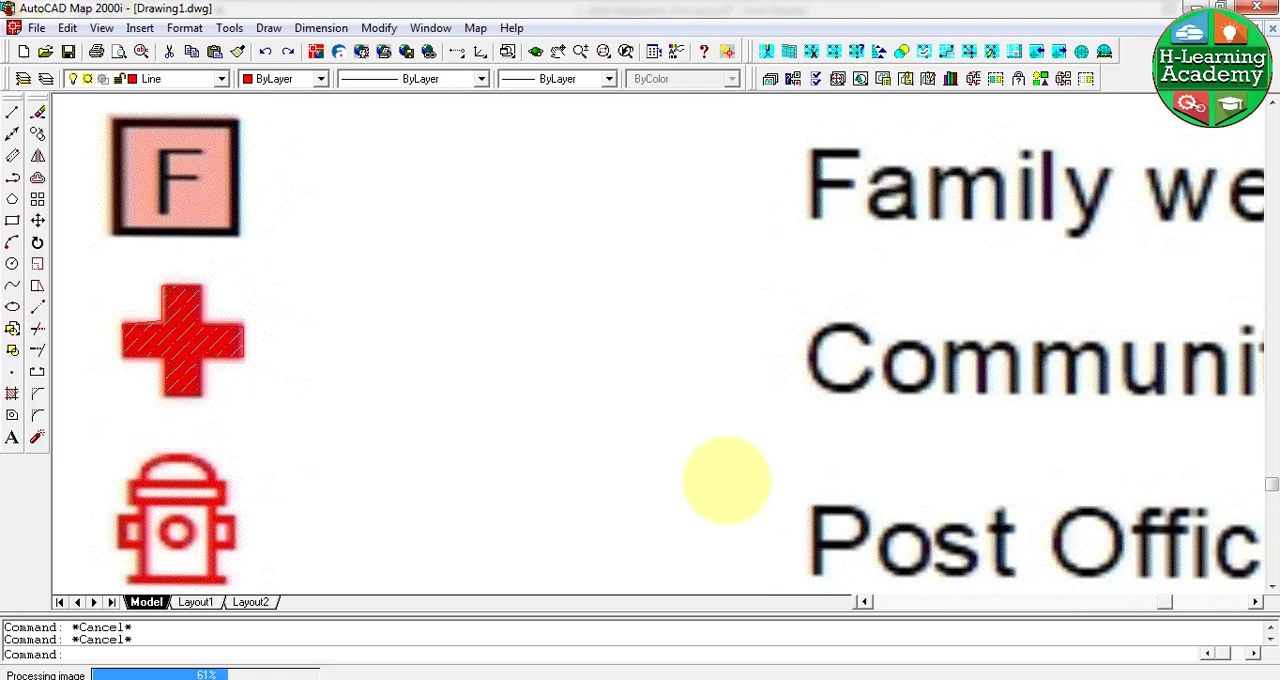 AutoCAD Map 2000i - [Drawing1.dwg]
File Edit View Insert Format Tools Draw Dimension Modify Window Map Help
Line ByLayer ByLayer ByLayer ByColor
H-Learning
Academy
F
Family we
Communi
Post Offic
Model Layout1 Layout2
Command: *Cancel*
Command: *Cancel*
Command:
Processing image 61%